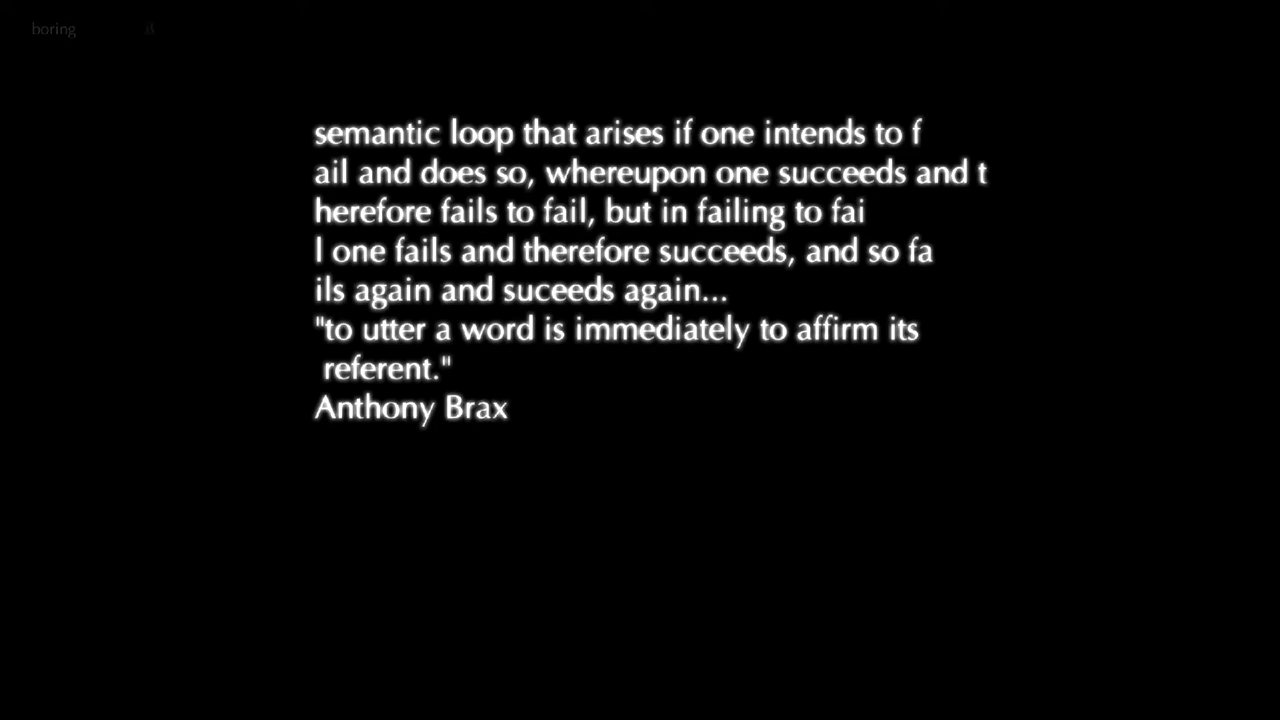 boring
semantic loop that arises if one intends to f
ail and does so, whereupon one succeeds and t
herefore fails to fail, but in failing to fai
l one fails and therefore succeeds, and so fa
ils again and suceeds again...
"to utter a word is immediately to affirm its
referent."
Anthony Brax